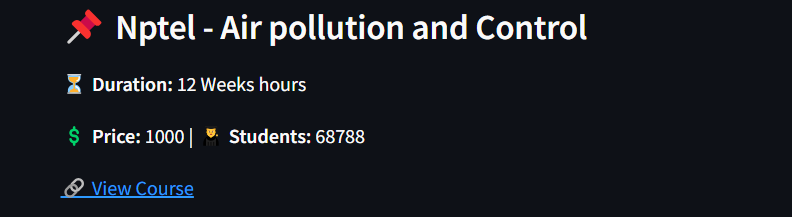 📌 Nptel - Air pollution and Control
⏳ Duration: 12 Weeks hours
💲 Price: 1000 | 👩‍🎓 Students: 68788
🔗 View Course